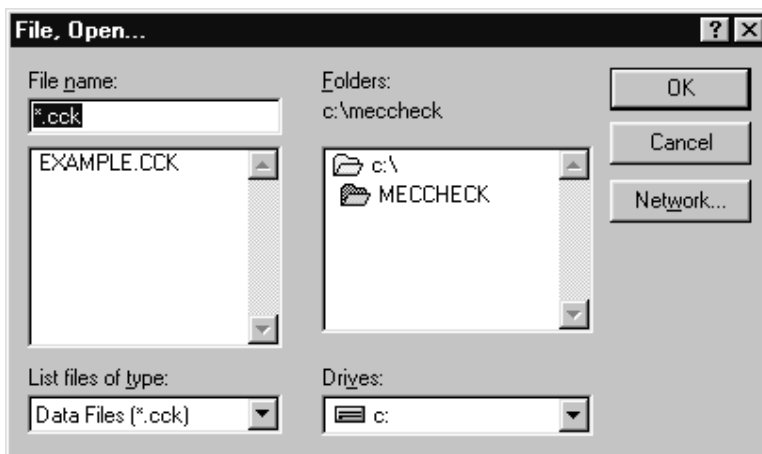 File, Open...
File name:
*.cck
EXAMPLE.CCK
List files of type:
Data Files (*.cck)
Folders:
c:\meccheck
c:\
MECCHECK
Drives:
c:
OK
Cancel
Network...